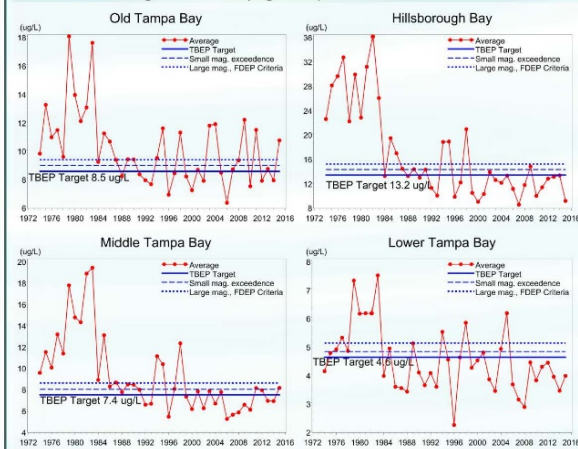 Old Tampa Bay
(ug/L)
18
16
14
12
10
8
6
Average
TBEP Target
Small mag. exceedence
Large mag., FDEP Criteria
TBEP Target 8.5 ug/L
1972 1976 1980 1984 1988 1992 1996 2000 2004 2008 2012 2016
Hillsborough Bay
(ug/L)
36
32
28
24
20
16
12
8
Average
TBEP Target
Small mag. exceedence
Large mag., FDEP Criteria
TBEP Target 13.2 ug/L
1972 1976 1980 1984 1988 1992 1996 2000 2004 2008 2012 2016
Middle Tampa Bay
(ug/L)
20
18
16
14
12
10
8
6
4
Average
TBEP Target
Small mag. exceedence
Large mag., FDEP Criteria
TBEP Target 7.4 ug/L
1972 1976 1980 1984 1988 1992 1996 2000 2004 2008 2012 2016
Lower Tampa Bay
(ug/L)
8
7
6
5
4
3
2
Average
TBEP Target
Small mag. exceedence
Large mag., FDEP Criteria
TBEP Target 4.6 ug/L
1972 1976 1980 1984 1988 1992 1996 2000 2004 2008 2012 2016